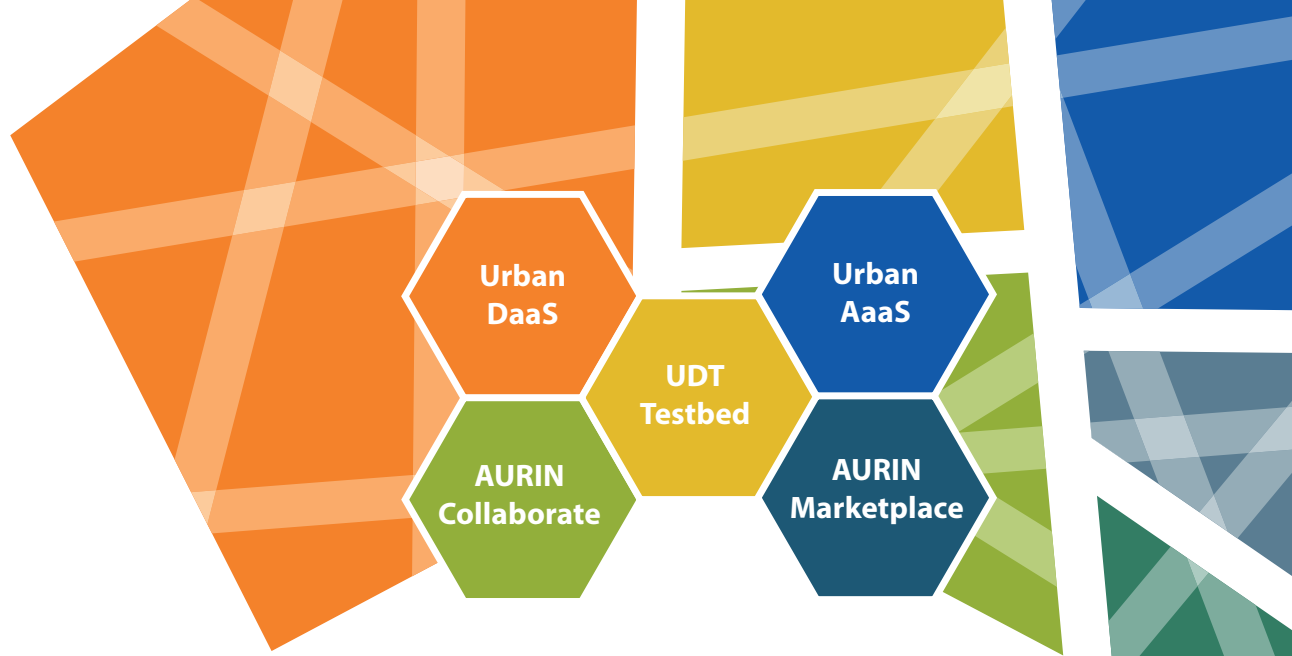 Urban
DaaS
Urban
AaaS
UDT
Testbed
AURIN
Collaborate
AURIN
Marketplace